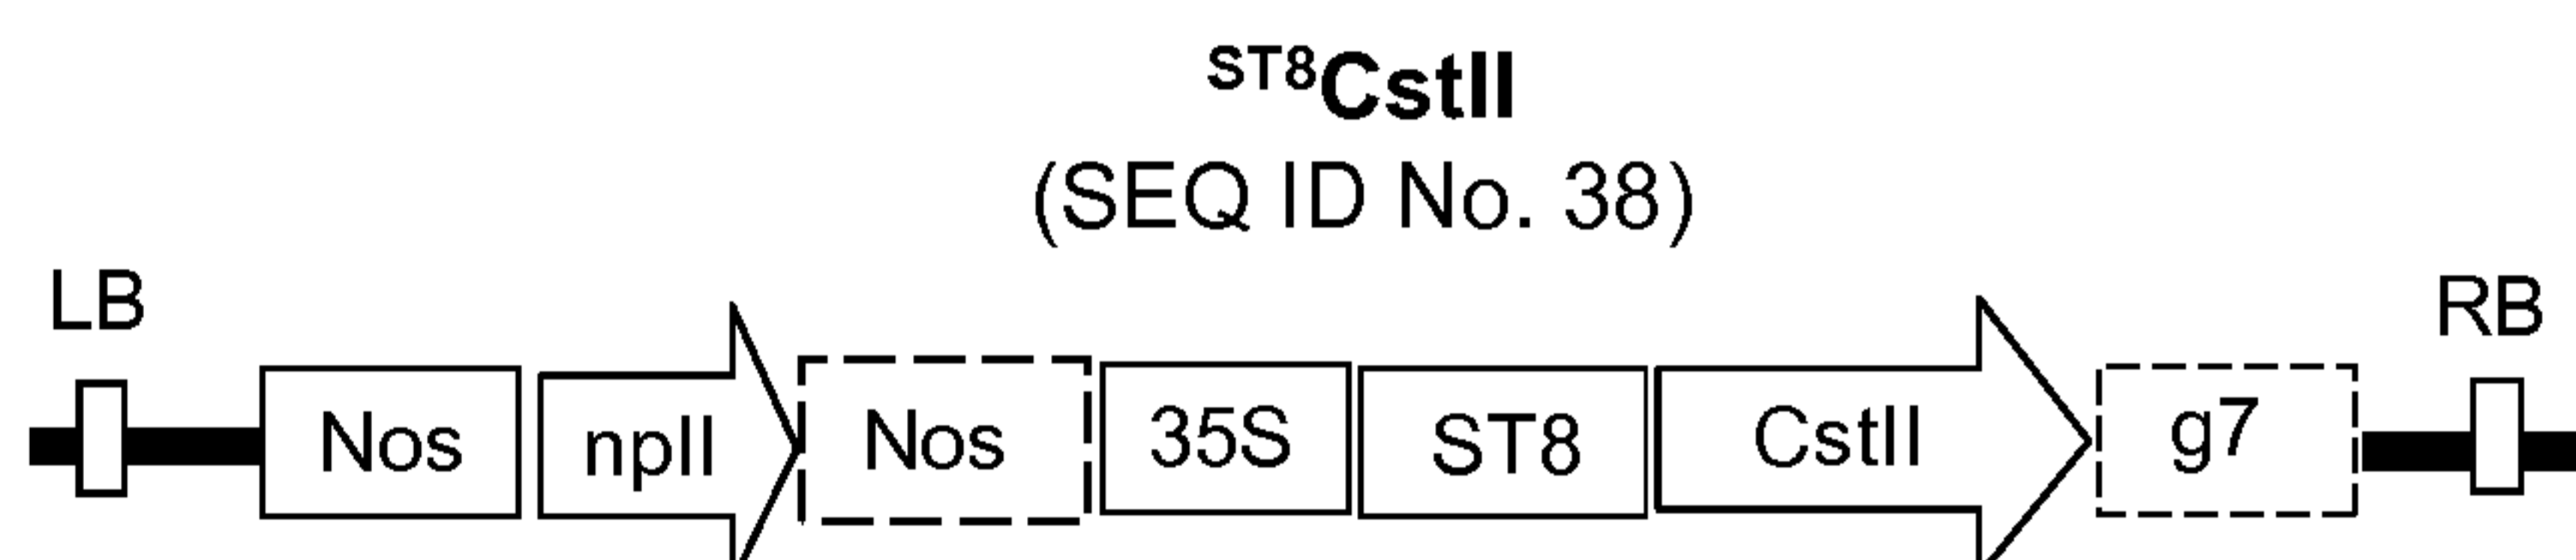 ST8CstII
(SEQ ID No. 38)
LB RB
Nos npII Nos 35S ST8 CstII g7